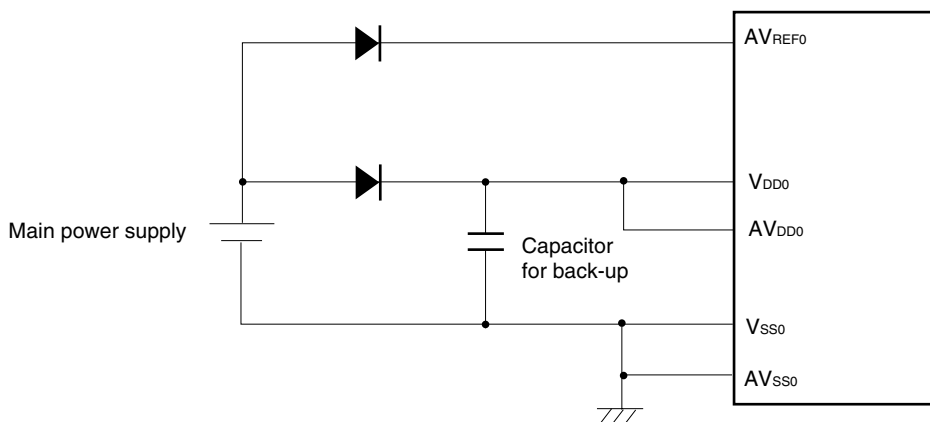 AVREF0
VDD0
Main power supply
AVDD0
Capacitor
for back-up
VSS0
AVSS0